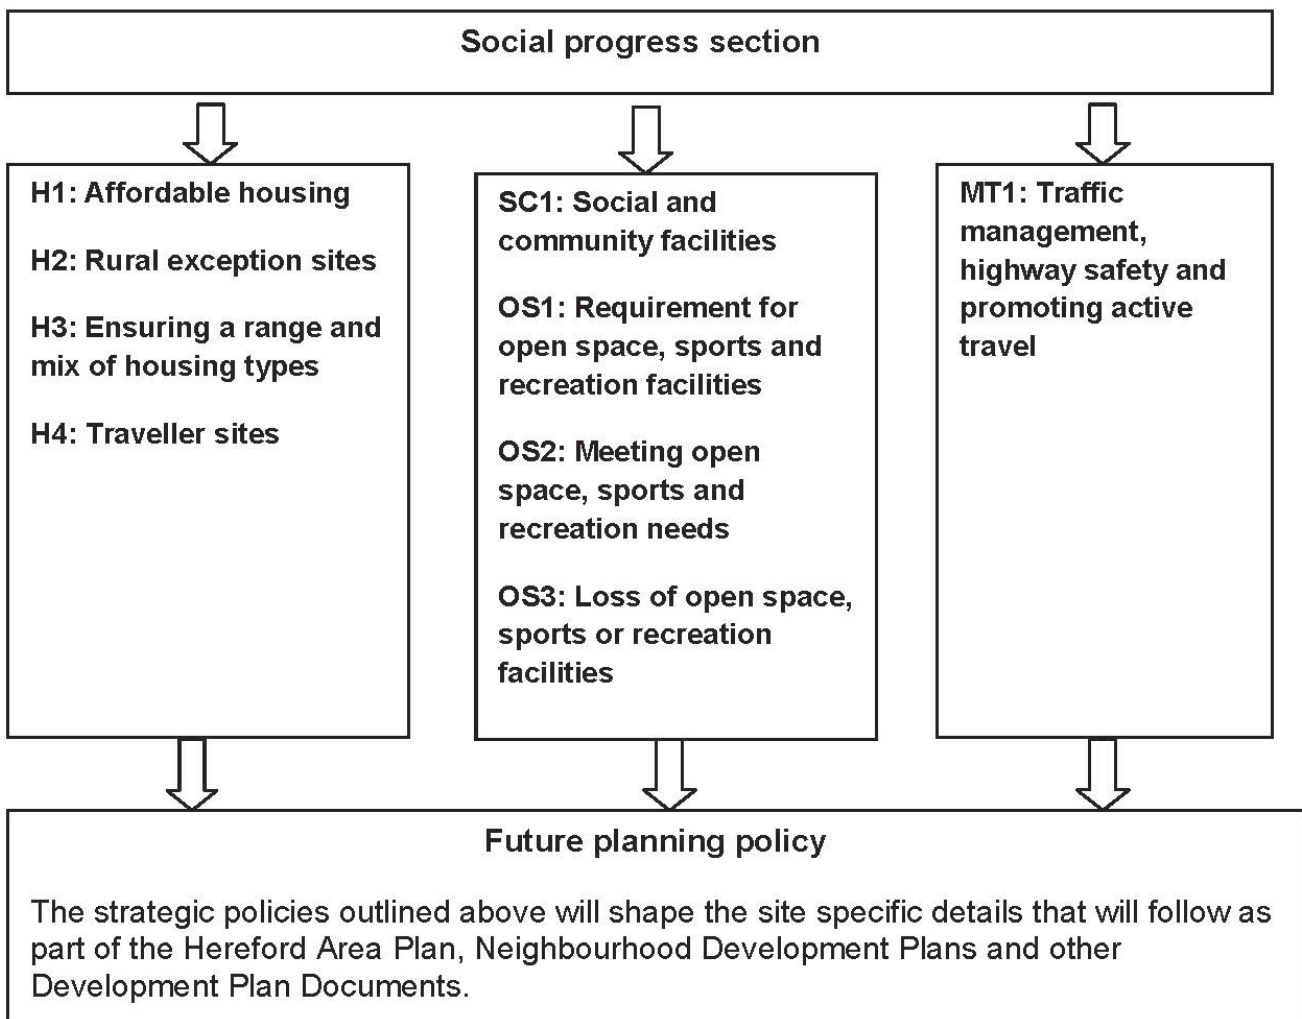 Social progress section
H1: Affordable housing
H2: Rural exception sites
H3: Ensuring a range and
mix of housing types
H4: Traveller sites
SC1: Social and
community facilities
OS1: Requirement for
open space, sports and
recreation facilities
OS2: Meeting open
space, sports and
recreation needs
OS3: Loss of open space,
sports or recreation
facilities
MT1: Traffic
management,
highway safety and
promoting active
travel
Future planning policy
The strategic policies outlined above will shape the site specific details that will follow as
part of the Hereford Area Plan, Neighbourhood Development Plans and other
Development Plan Documents.